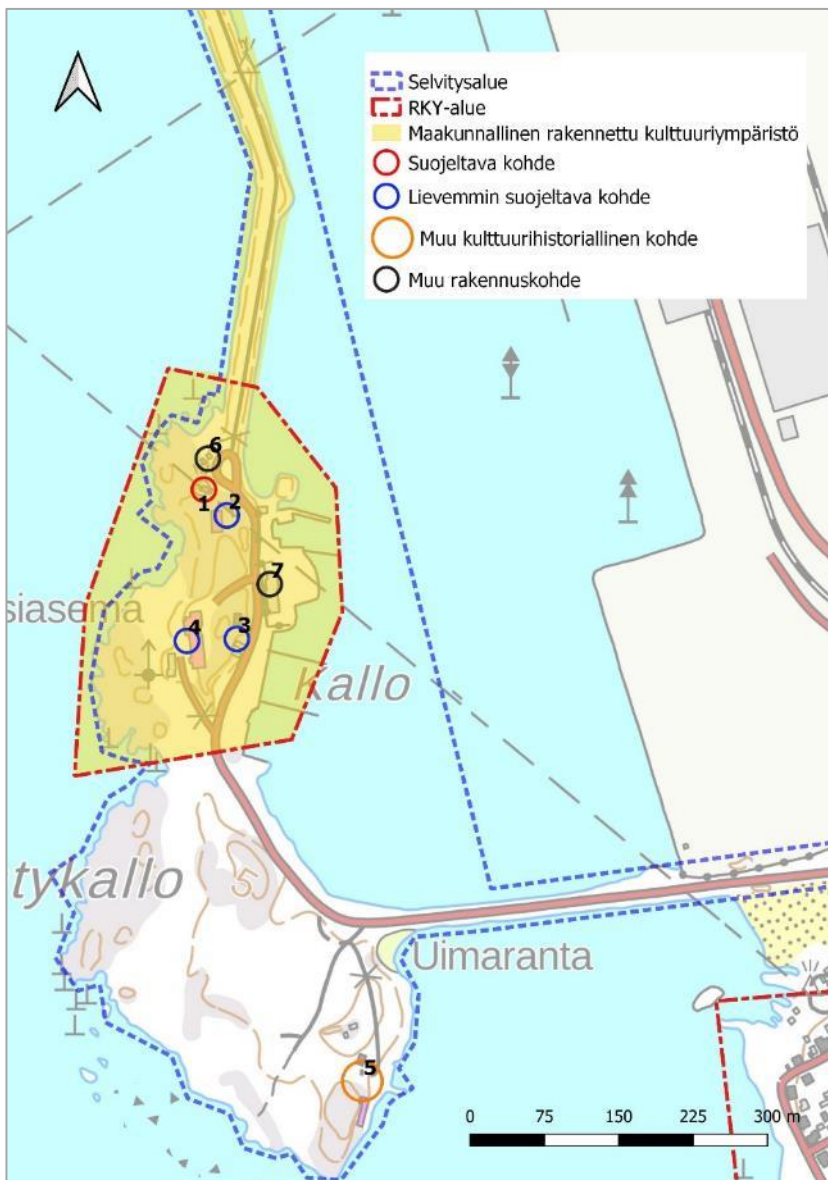 Selvitysalue
RKY-alue
Maakunnallinen rakennettu kulttuuriympäristö
Suojeltava kohde
Lievemmin suojeltava kohde
Muu kulttuurihistoriallinen kohde
Muu rakennuskohde
6
1
2
7
siasema
4
3
Kallo
tykallo
5
Uimaranta
5
0 75 150 225 300 m